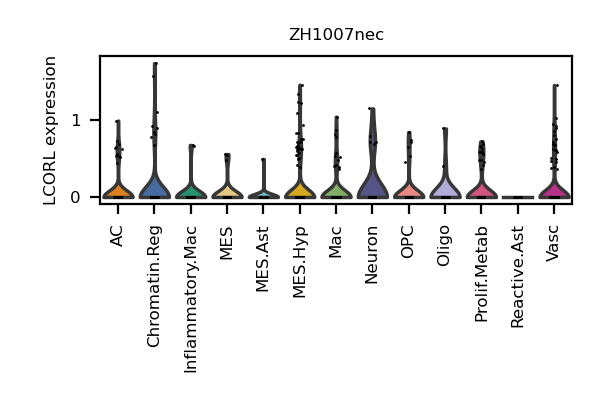 ZH1007nec
LCORL expression
1
0
AC
Chromatin.Reg
Inflammatory.Mac
MES
MES.Ast
MES.Hyp
Mac
Neuron
OPC
Oligo
Prolif.Metab
Reactive.Ast
Vasc